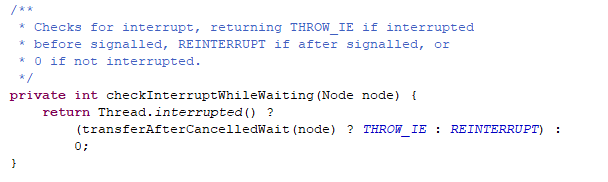 /**
 * Checks for interrupt, returning THROW_IE if interrupted
 * before signalled, REINTERRUPT if after signalled, or
 * 0 if not interrupted.
 */
private int checkInterruptWhileWaiting(Node node) {
    return Thread.interrupted() ?
        (transferAfterCancelledWait(node) ? THROW_IE : REINTERRUPT) :
        0;
}